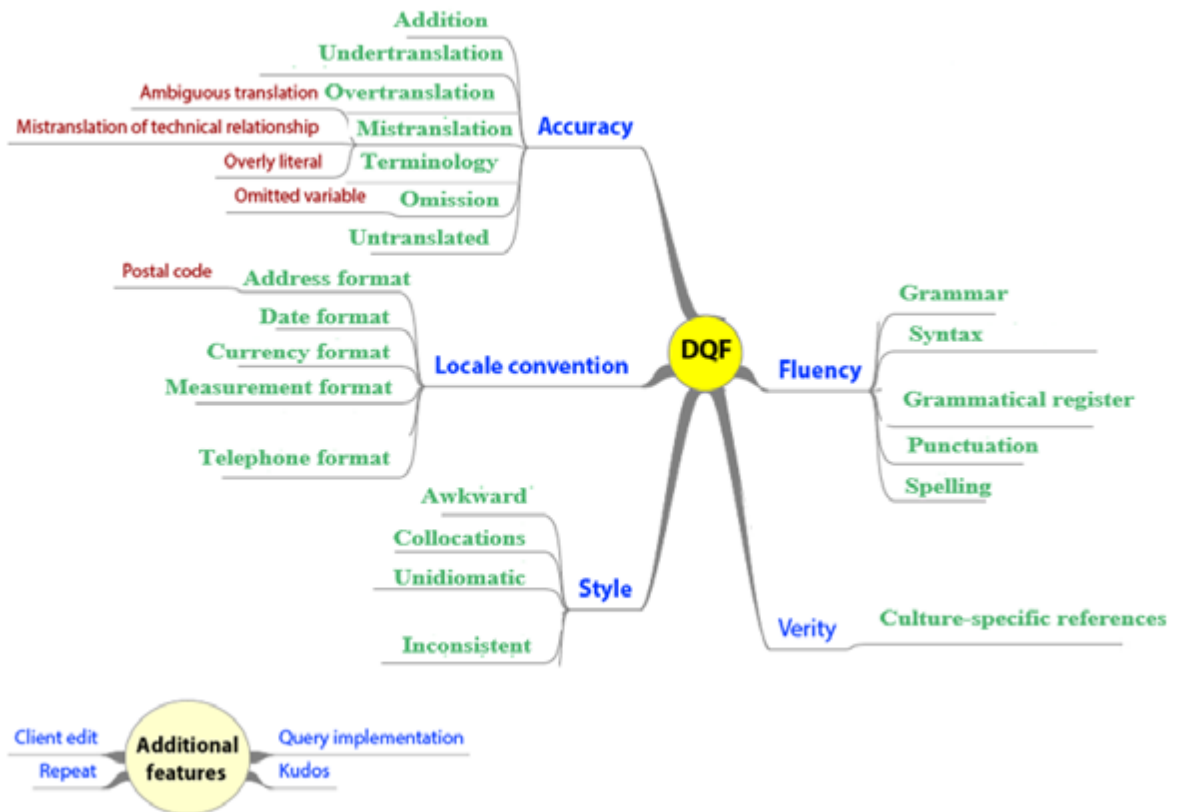 Addition
Undertranslation
Ambiguous translation
Overtranslation
Mistranslation of technical relationship
Mistranslation
Accuracy
Overly literal
Terminology
Omitted variable
Omission
Untranslated
Postal code
Address format
Date format
Currency format
Measurement format
Telephone format
Locale convention
DQF
Fluency
Grammar
Syntax
Grammatical register
Punctuation
Spelling
Awkward
Collocations
Unidiomatic
Inconsistent
Style
Verity
Culture-specific references
Client edit
Repeat
Additional
features
Query implementation
Kudos